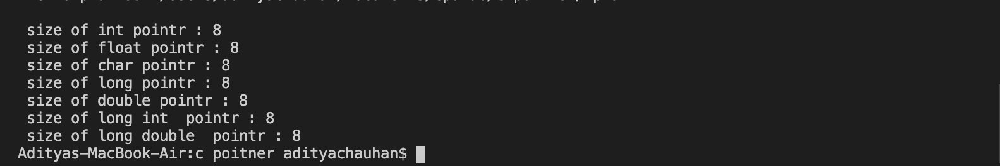 size of int pointr : 8
size of float pointr : 8
size of char pointr : 8
size of long pointr : 8
size of double pointr : 8
size of long int  pointr : 8
size of long double  pointr : 8
Adityas-MacBook-Air:c poitner adityachauhan$